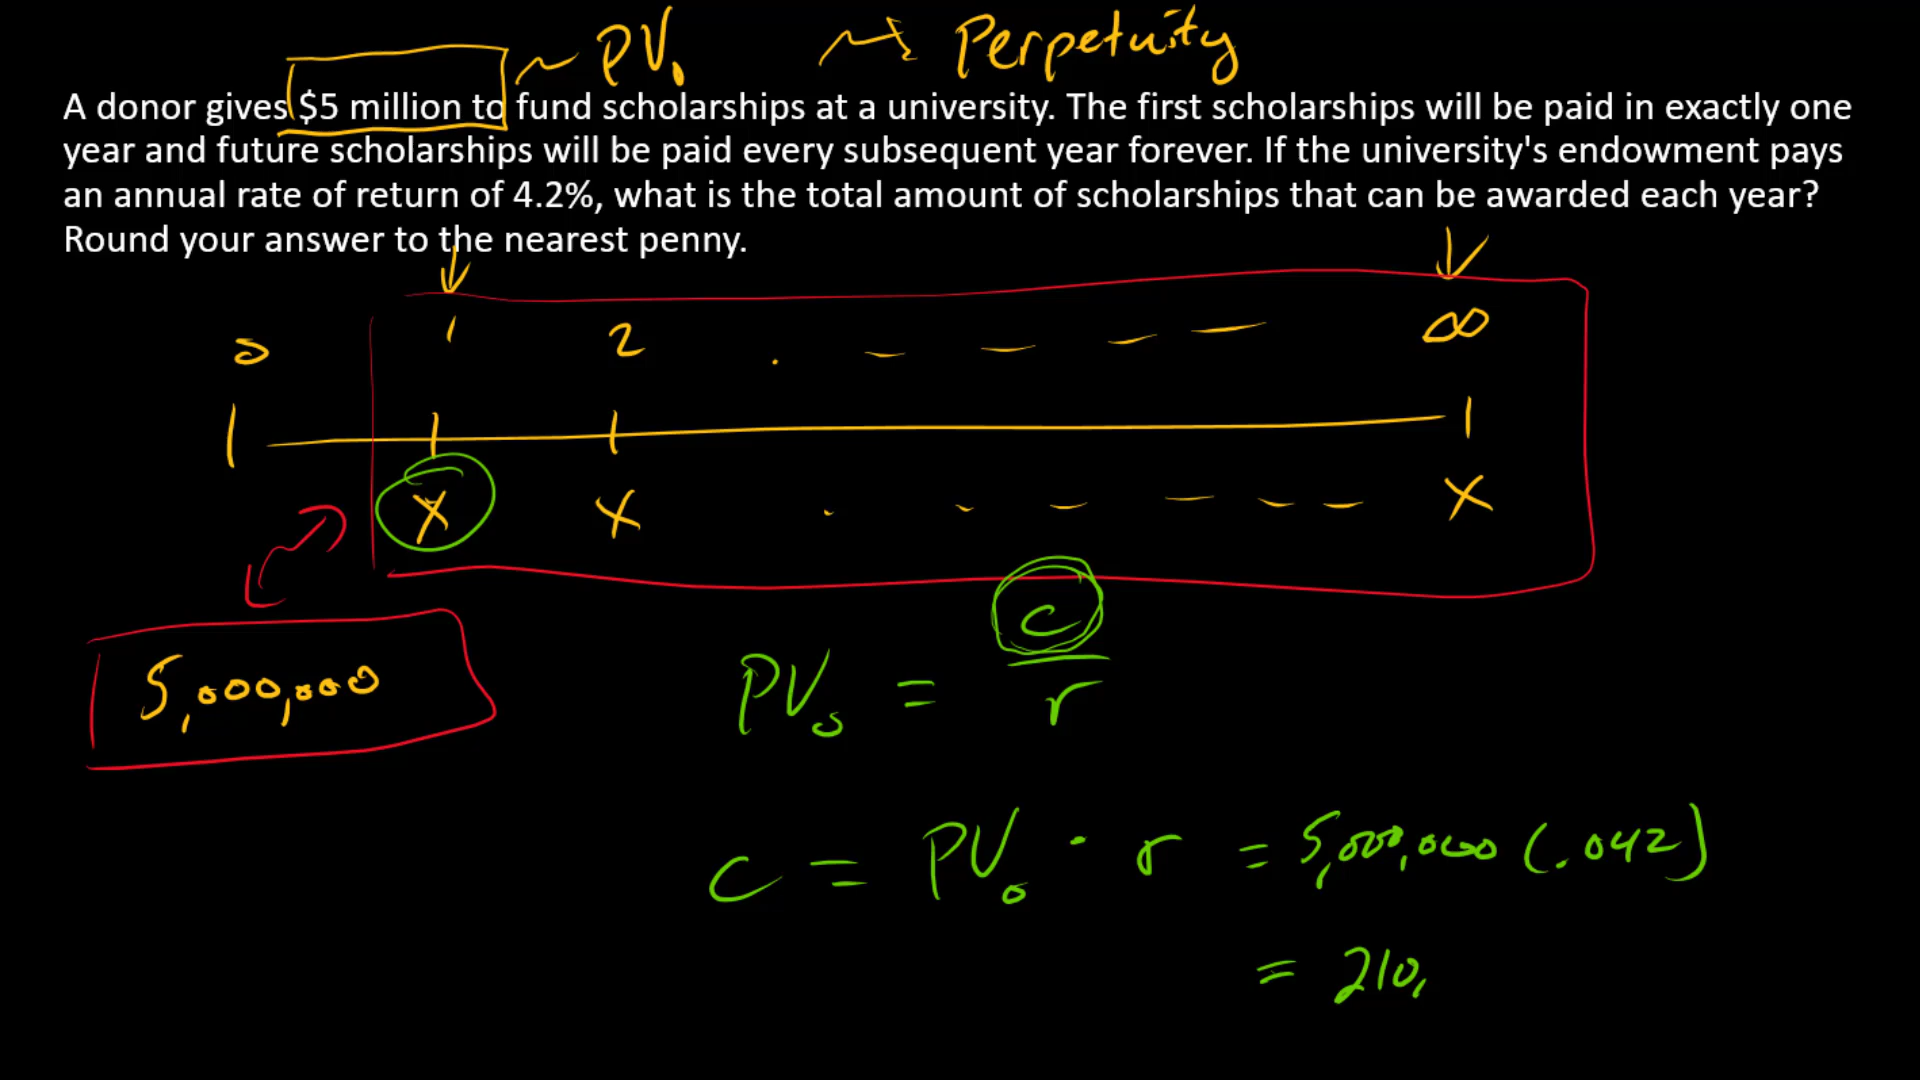 ~ PV₀ ~→ Perpetuity
A donor gives $5 million to fund scholarships at a university. The first scholarships will be paid in exactly one
year and future scholarships will be paid every subsequent year forever. If the university's endowment pays
an annual rate of return of 4.2%, what is the total amount of scholarships that can be awarded each year?
Round your answer to the nearest penny.
0 1 2 . – – – – ∞
X X . - – – – – X
5,000,000
PV₀ = c/r
c = PV₀ · r = 5,000,000 (.042)
= 210,